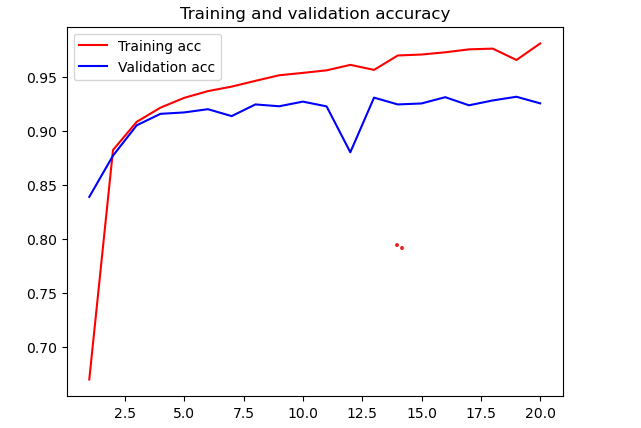 Training and validation accuracy
Training acc
Validation acc
0.95
0.90
0.85
0.80
0.75
0.70
2.5 5.0 7.5 10.0 12.5 15.0 17.5 20.0